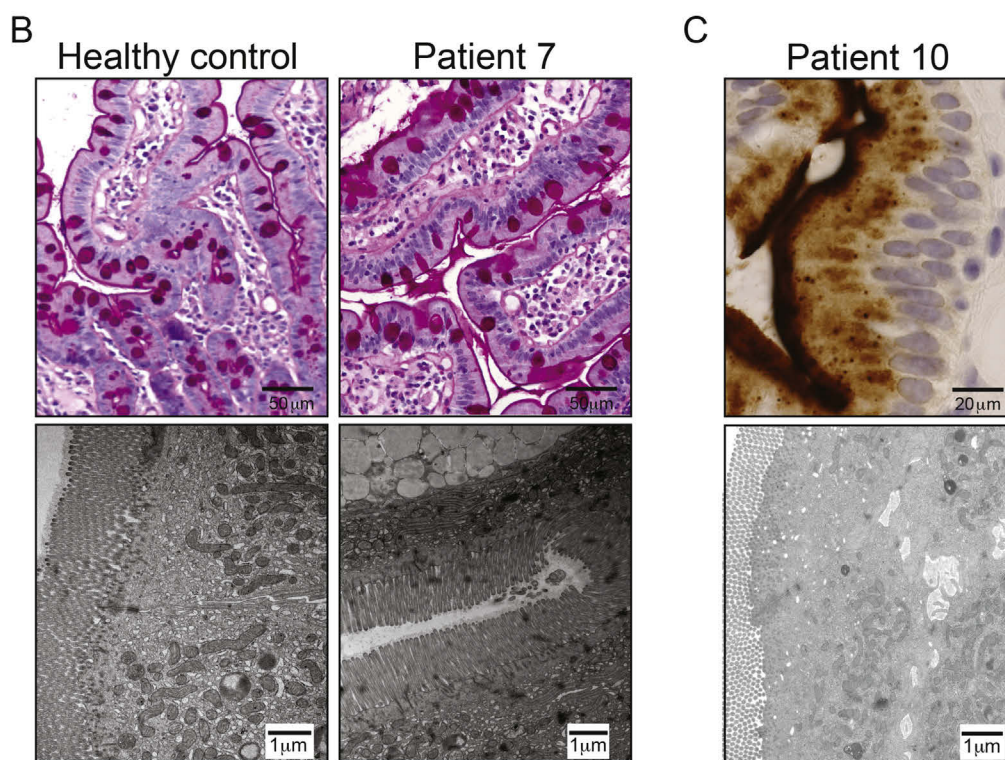 B
Healthy control
Patient 7
C
Patient 10
50μm
50μm
20μm
1μm
1μm
1μm